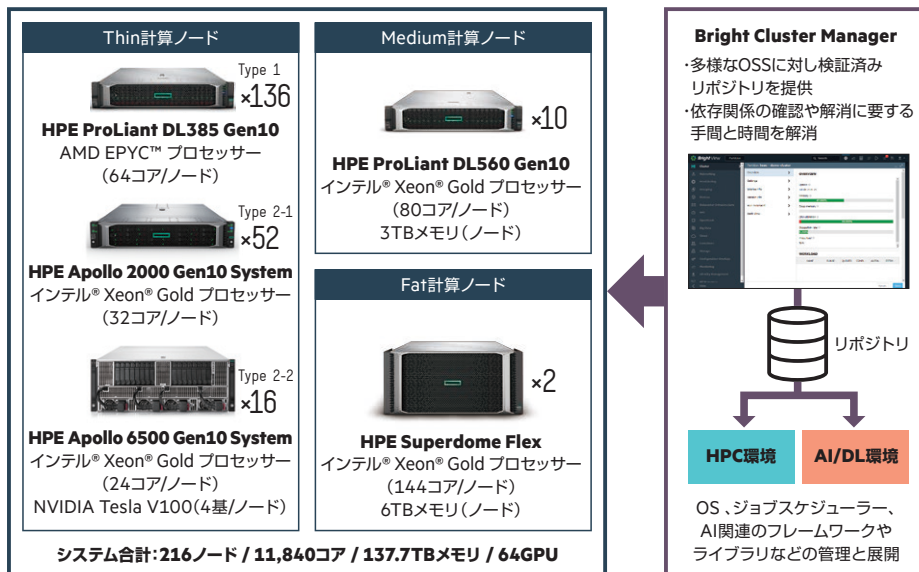 Thin計算ノード
Type 1
×136
HPE ProLiant DL385 Gen10
AMD EPYC™ プロセッサー
（64コア/ノード）
Type 2-1
×52
HPE Apollo 2000 Gen10 System
インテル® Xeon® Gold プロセッサー
（32コア/ノード）
Type 2-2
×16
HPE Apollo 6500 Gen10 System
インテル® Xeon® Gold プロセッサー
（24コア/ノード）
NVIDIA Tesla V100（4基/ノード）
Medium計算ノード
×10
HPE ProLiant DL560 Gen10
インテル® Xeon® Gold プロセッサー
（80コア/ノード）
3TBメモリ（ノード）
Fat計算ノード
×2
HPE Superdome Flex
インテル® Xeon® Gold プロセッサー
（144コア/ノード）
6TBメモリ（ノード）
システム合計：216ノード / 11,840コア / 137.7TBメモリ / 64GPU
Bright Cluster Manager
・多様なOSSに対し検証済み
リポジトリを提供
・依存関係の確認や解消に要する
手間と時間を解消
Bright View
リポジトリ
HPC環境
AI/DL環境
OS 、ジョブスケジューラー、
AI関連のフレームワークや
ライブラリなどの管理と展開